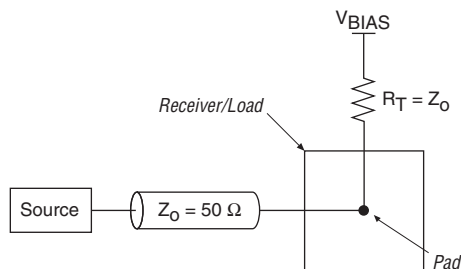 VBIAS
RT = Zo
Receiver/Load
Source
Zo = 50 Ω
Pad